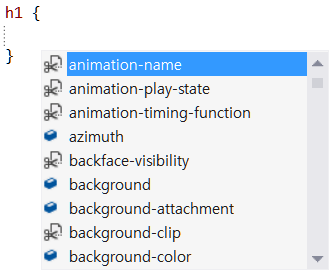 h1 {
}
animation-name
animation-play-state
animation-timing-function
azimuth
backface-visibility
background
background-attachment
background-clip
background-color